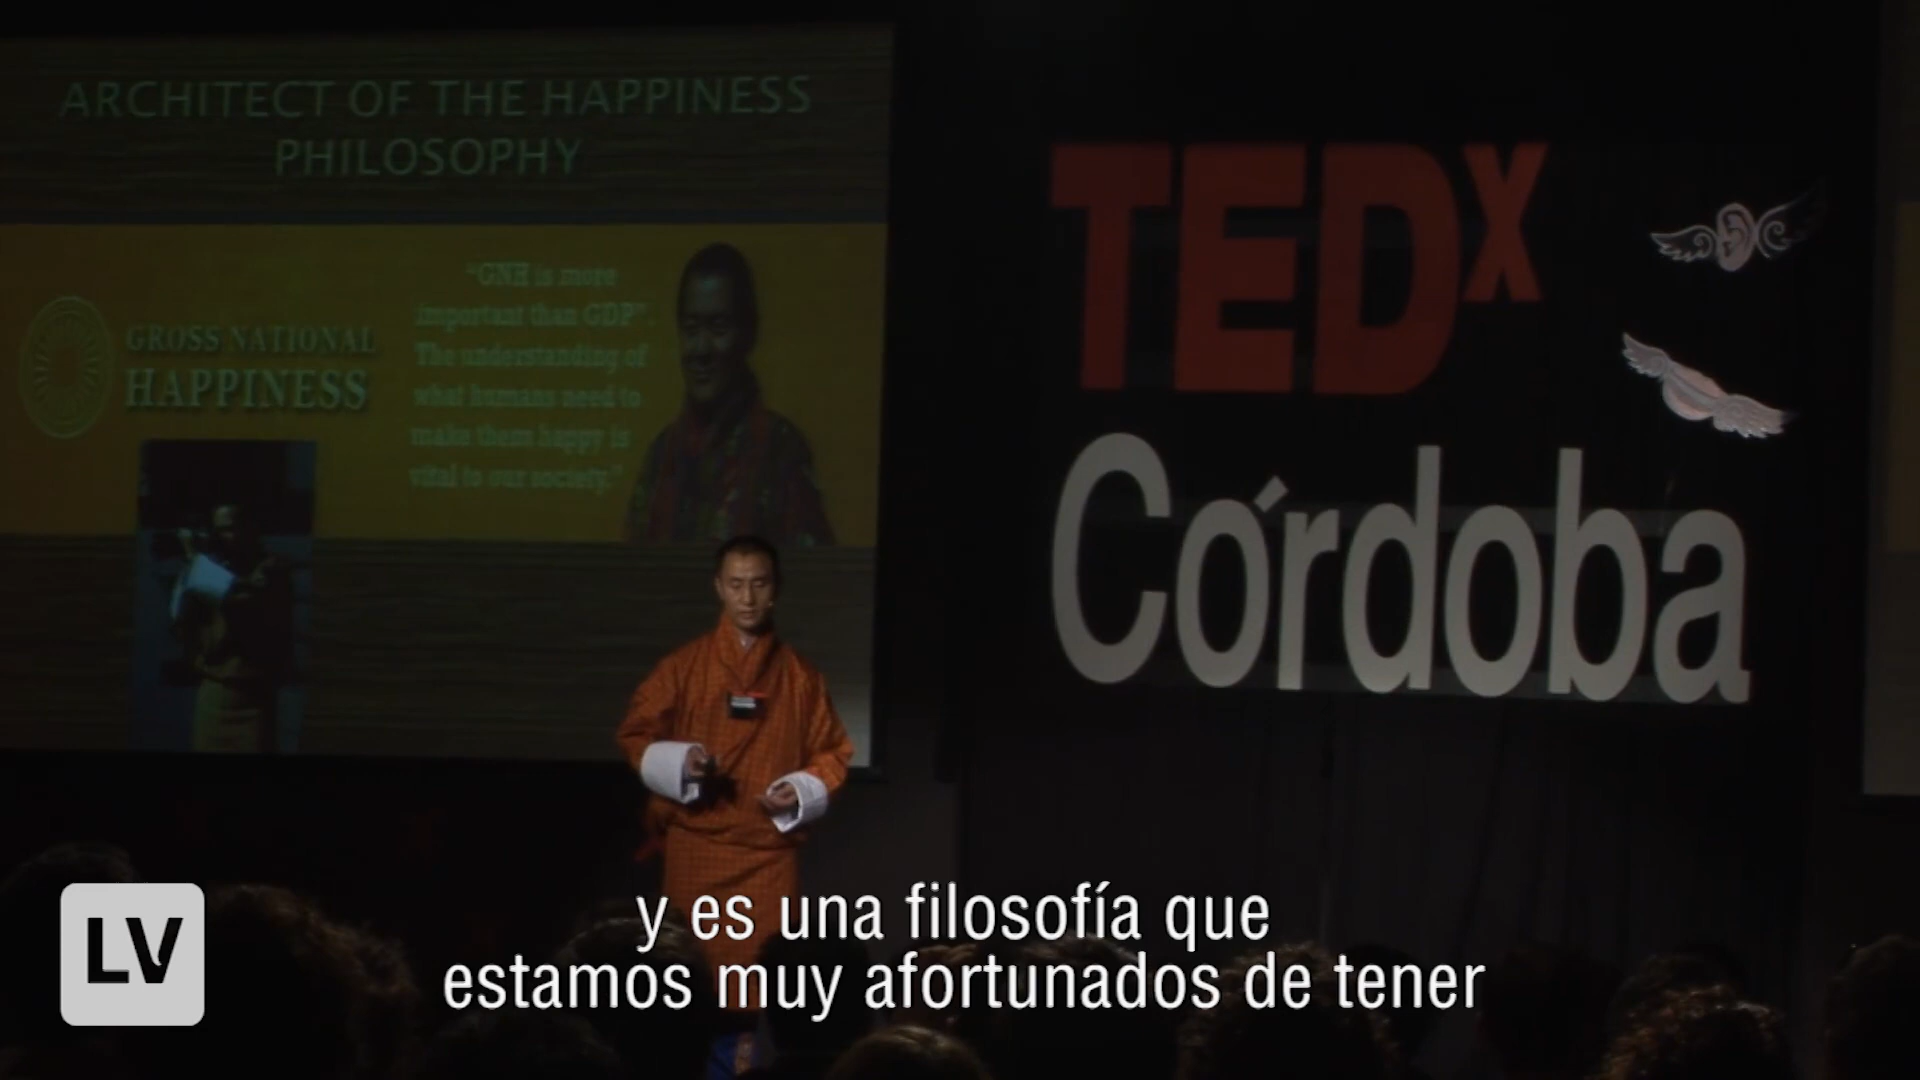 ARCHITECT OF THE HAPPINESS
PHILOSOPHY
GROSS NATIONAL
HAPPINESS
"GNH is more
important than GDP".
The understanding of
what humans need to
make them happy is
vital to our society."
TEDx
Córdoba
LV
y es una filosofía que
estamos muy afortunados de tener